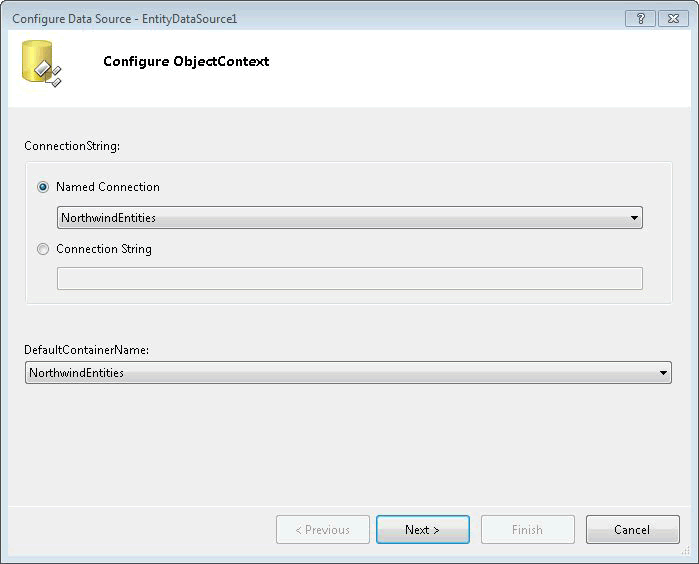 Configure Data Source - EntityDataSource1
Configure ObjectContext
ConnectionString:
Named Connection
NorthwindEntities
Connection String
DefaultContainerName:
NorthwindEntities
< Previous Next > Finish Cancel